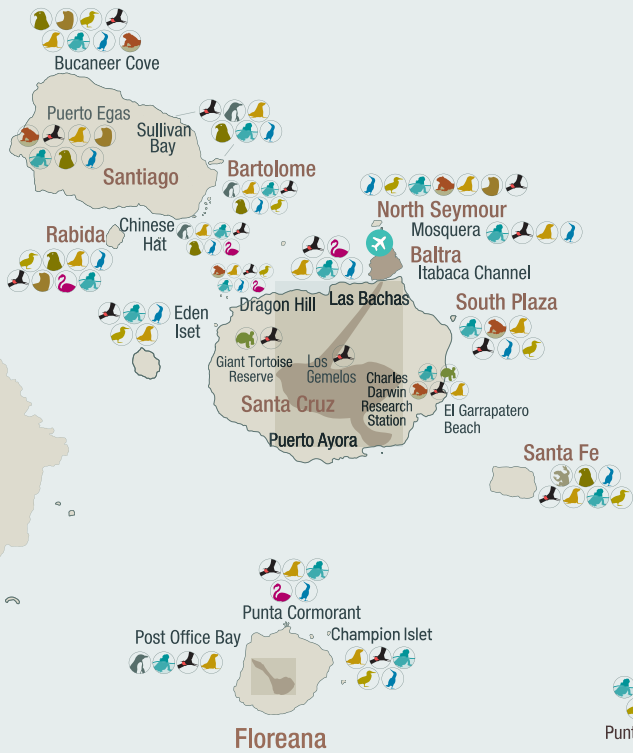 Bucaneer Cove
Puerto Egas
Sullivan
Bay
Santiago
Bartolome
North Seymour
Mosquera
Rabida
Chinese
Hat
Baltra
Itabaca Channel
Dragon Hill
Las Bachas
South Plaza
Eden
Iset
Giant Tortoise
Reserve
Los
Gemelos
Charles
Darwin
Research
Station
Santa Cruz
El Garrapatero
Beach
Puerto Ayora
Santa Fe
Punta Cormorant
Post Office Bay
Champion Islet
Floreana
Punt